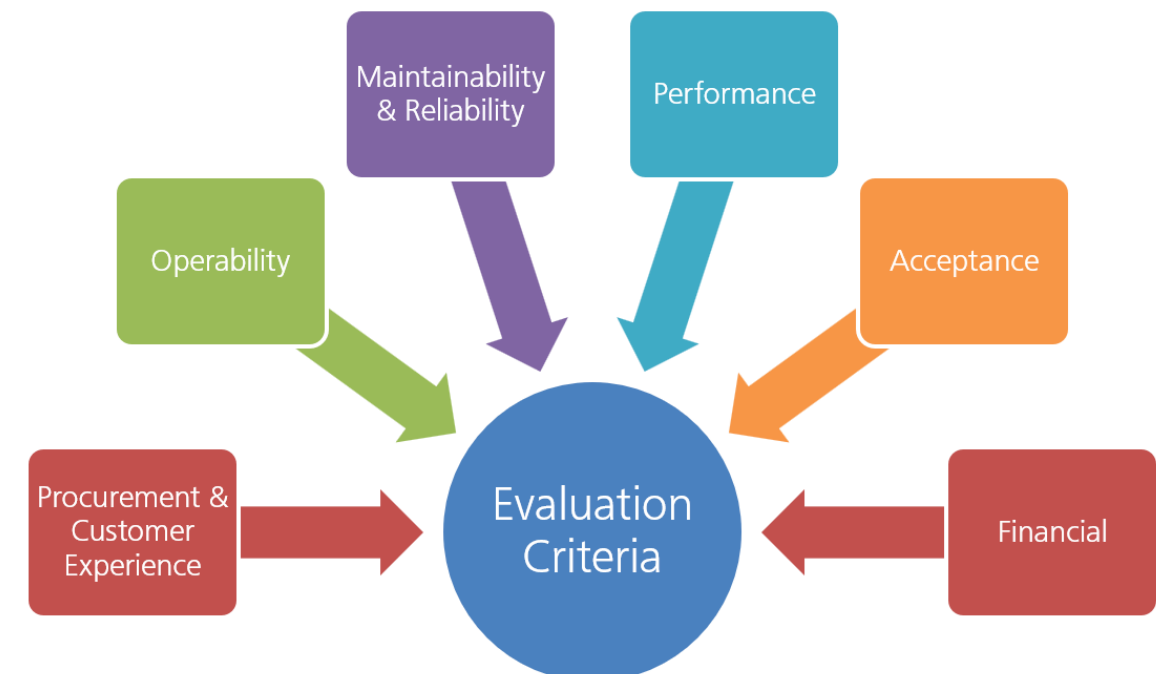 Maintainability
& Reliability
Performance
Operability
Acceptance
Procurement &
Customer
Experience
Evaluation
Criteria
Financial